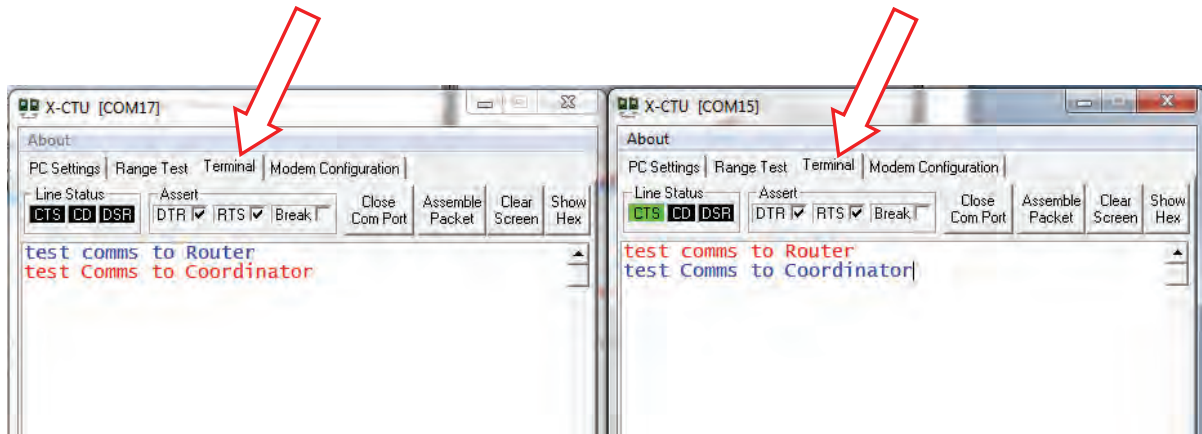 X-CTU [COM17]
About
PC Settings Range Test Terminal Modem Configuration
Line Status Assert
CTS CD DSR DTR RTS Break
Close Com Port
Assemble Packet
Clear Screen
Show Hex
test comms to Router
test Comms to Coordinator
X-CTU [COM15]
About
PC Settings Range Test Terminal Modem Configuration
Line Status Assert
CTS CD DSR DTR RTS Break
Close Com Port
Assemble Packet
Clear Screen
Show Hex
test comms to Router
test Comms to Coordinator